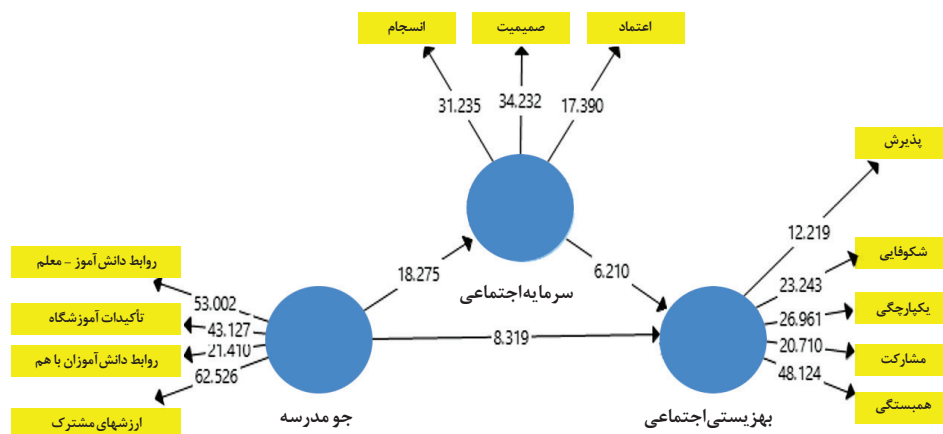 انسجام
صمیمیت
اعتماد
31.235
34.232
17.390
پذیرش
12.219
روابط دانش‌آموز – معلم
تأکیدات آموزشگاه
روابط دانش‌آموزان با هم
ارزشهای مشترک
53.002
43.127
21.410
62.526
18.275
6.210
سرمایه اجتماعی
8.319
شکوفایی
یکپارچگی
مشارکت
همبستگی
23.243
26.961
20.710
48.124
جو مدرسه
بهزیستی اجتماعی